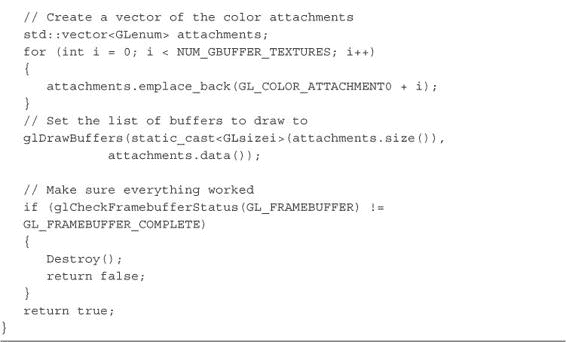 // Create a vector of the color attachments
std::vector<GLenum> attachments;
for (int i = 0; i < NUM_GBUFFER_TEXTURES; i++)
{
attachments.emplace_back(GL_COLOR_ATTACHMENT0 + i);
}
// Set the list of buffers to draw to
glDrawBuffers(static_cast<GLsizei>(attachments.size()),
attachments.data());
// Make sure everything worked
if (glCheckFramebufferStatus(GL_FRAMEBUFFER) !=
GL_FRAMEBUFFER_COMPLETE)
{
Destroy();
return false;
}
return true;
}